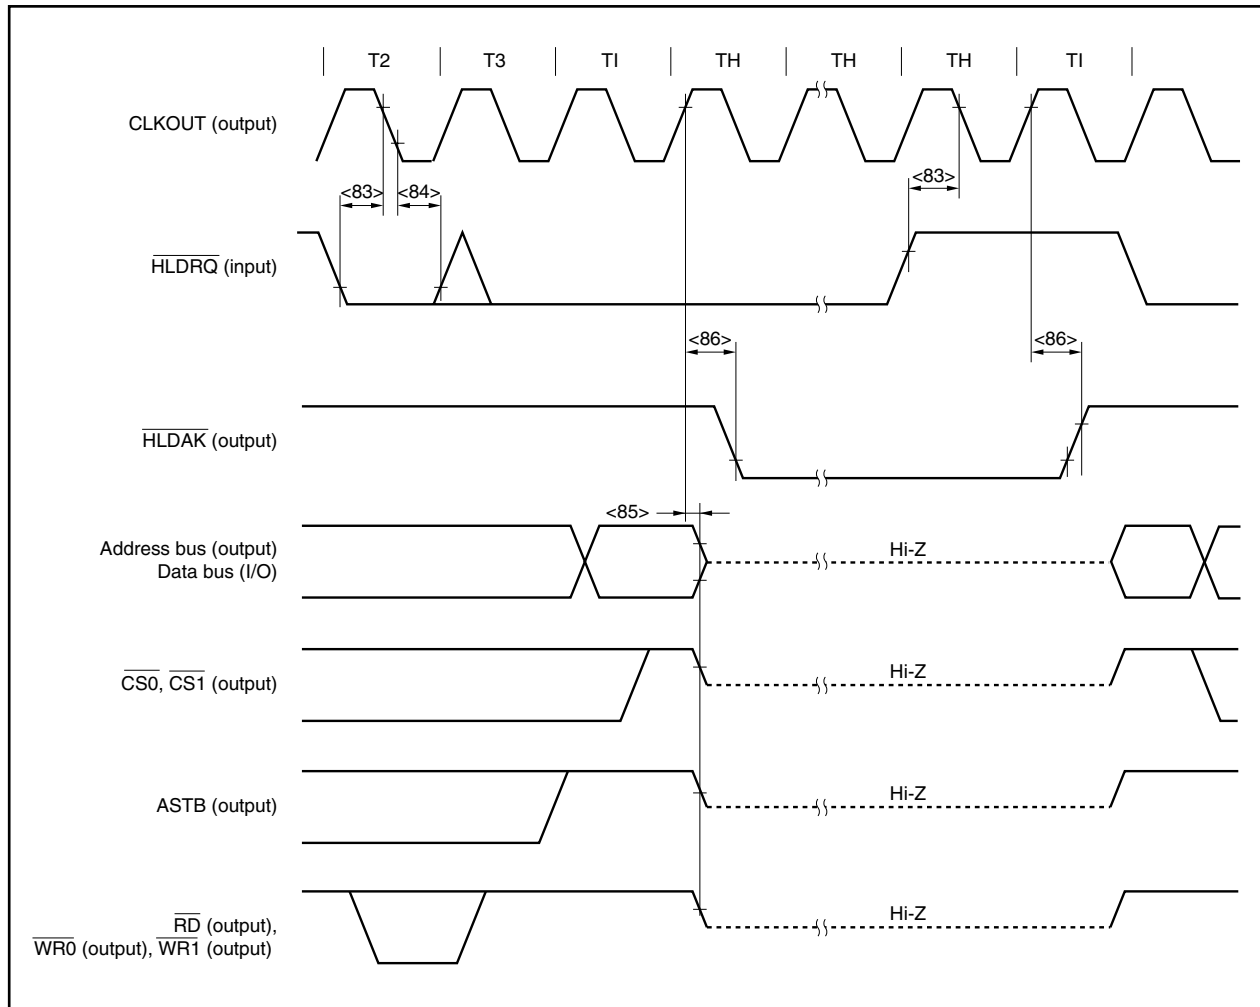 T2 T3 TI TH TH TH TI
CLKOUT (output)
<83> <84> <83>
HLDRQ (input)
<86> <86>
HLDAK (output)
<85>
Address bus (output)
Data bus (I/O)
Hi-Z
CS0, CS1 (output)
Hi-Z
ASTB (output)
Hi-Z
RD (output),
WR0 (output), WR1 (output)
Hi-Z